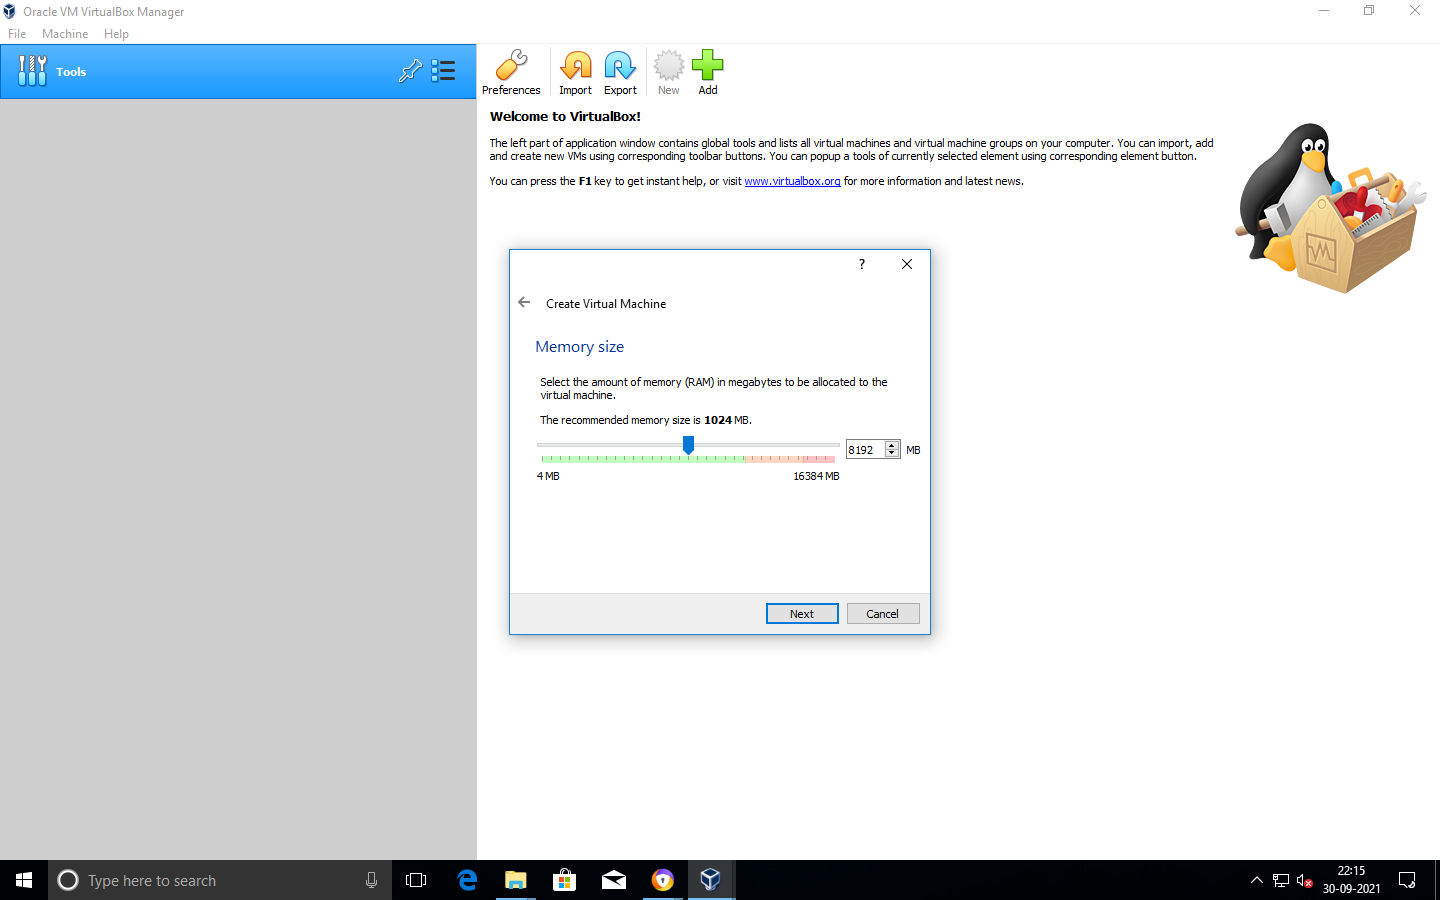 Oracle VM VirtualBox Manager
File Machine Help
Tools
Preferences Import Export New Add
Welcome to VirtualBox!
The left part of application window contains global tools and lists all virtual machines and virtual machine groups on your computer. You can import, add
and create new VMs using corresponding toolbar buttons. You can popup a tools of currently selected element using corresponding element button.
You can press the F1 key to get instant help, or visit www.virtualbox.org for more information and latest news.
?
Create Virtual Machine
Memory size
Select the amount of memory (RAM) in megabytes to be allocated to the
virtual machine.
The recommended memory size is 1024 MB.
8192 MB
4 MB 16384 MB
Next Cancel
Type here to search
22:15
30-09-2021